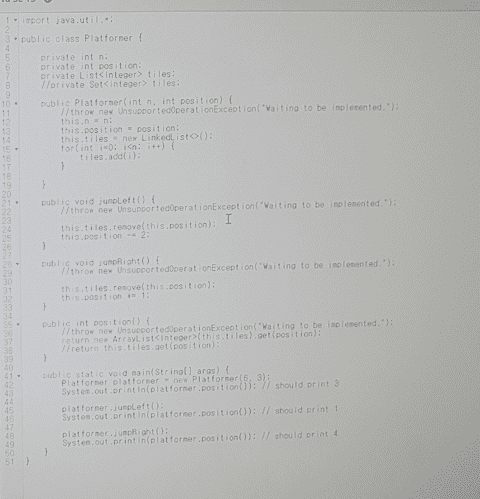 1 import java.util.*;
2
3 public class Platformer {
4
5 private int n;
6 private int position;
7 private List<Integer> tiles;
8 //private Set<Integer> tiles;
9
10 public Platformer(int n, int position) {
11 //throw new UnsupportedOperationException("Waiting to be implemented.");
12 this.n = n;
13 this.position = position;
14 this.tiles = new LinkedList<>();
15 for(int i=0; i<n; i++) {
16 tiles.add(i);
17 }
18
19 }
20
21 public void jumpLeft() {
22 //throw new UnsupportedOperationException("Waiting to be implemented.");
23
24 this.tiles.remove(this.position);
25 this.position -= 2;
26 }
27
28 public void jumpRight() {
29 //throw new UnsupportedOperationException("Waiting to be implemented.");
30
31 this.tiles.remove(this.position);
32 this.position += 1;
33 }
34
35 public int position() {
36 //throw new UnsupportedOperationException("Waiting to be implemented.");
37 return new ArrayList<Integer>(this.tiles).get(position);
38 //return this.tiles.get(position);
39 }
40
41 public static void main(String[] args) {
42 Platformer platformer = new Platformer(6, 3);
43 System.out.println(platformer.position()); // should print 3
44
45 platformer.jumpLeft();
46 System.out.println(platformer.position()); // should print 1
47
48 platformer.jumpRight();
49 System.out.println(platformer.position()); // should print 4
50 }
51 }